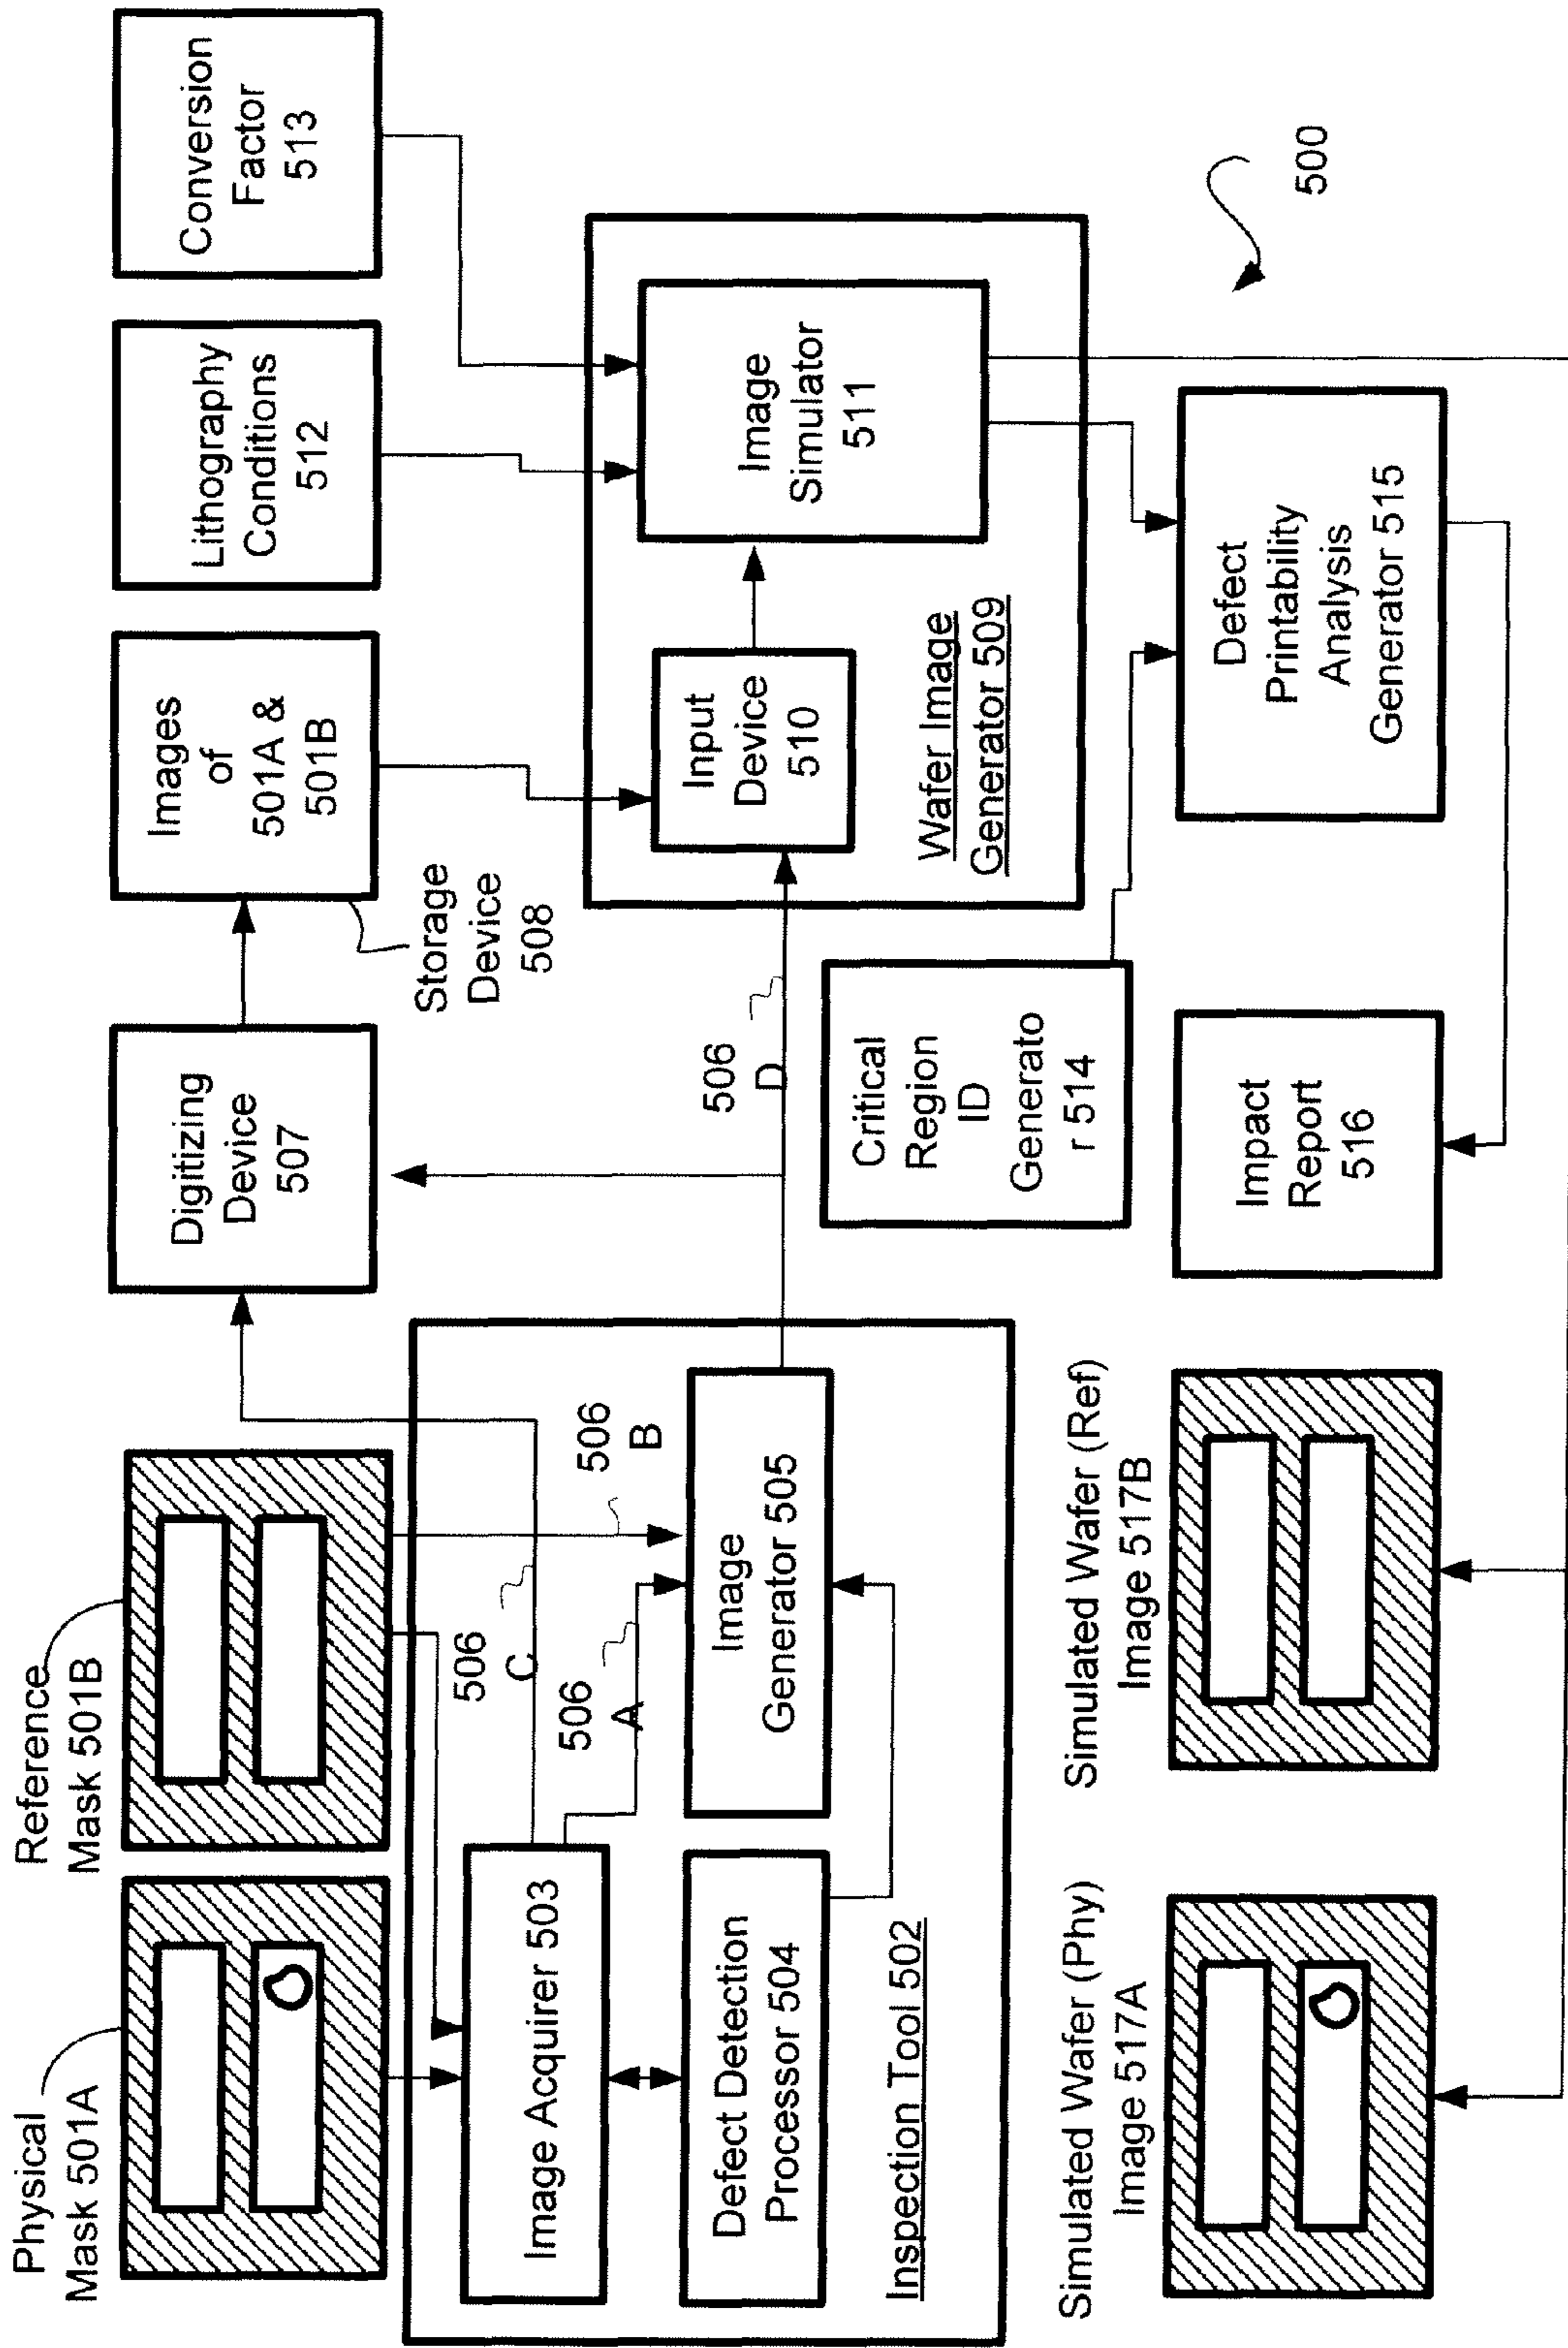 Physical
Mask 501A
Reference
Mask 501B
Digitizing
Device
507
Images
of
501A &
501B
Storage
Device
508
Lithography
Conditions
512
Conversion
Factor
513
Image Acquirer 503
Defect Detection
Processor 504
Inspection Tool 502
506
C
506
A
506
B
Image
Generator 505
506
D
Input
Device
510
Image
Simulator
511
Wafer Image
Generator 509
Critical
Region
ID
Generato
r 514
Defect
Printability
Analysis
Generator 515
Impact
Report
516
500
Simulated Wafer (Phy)
Image 517A
Simulated Wafer (Ref)
Image 517B